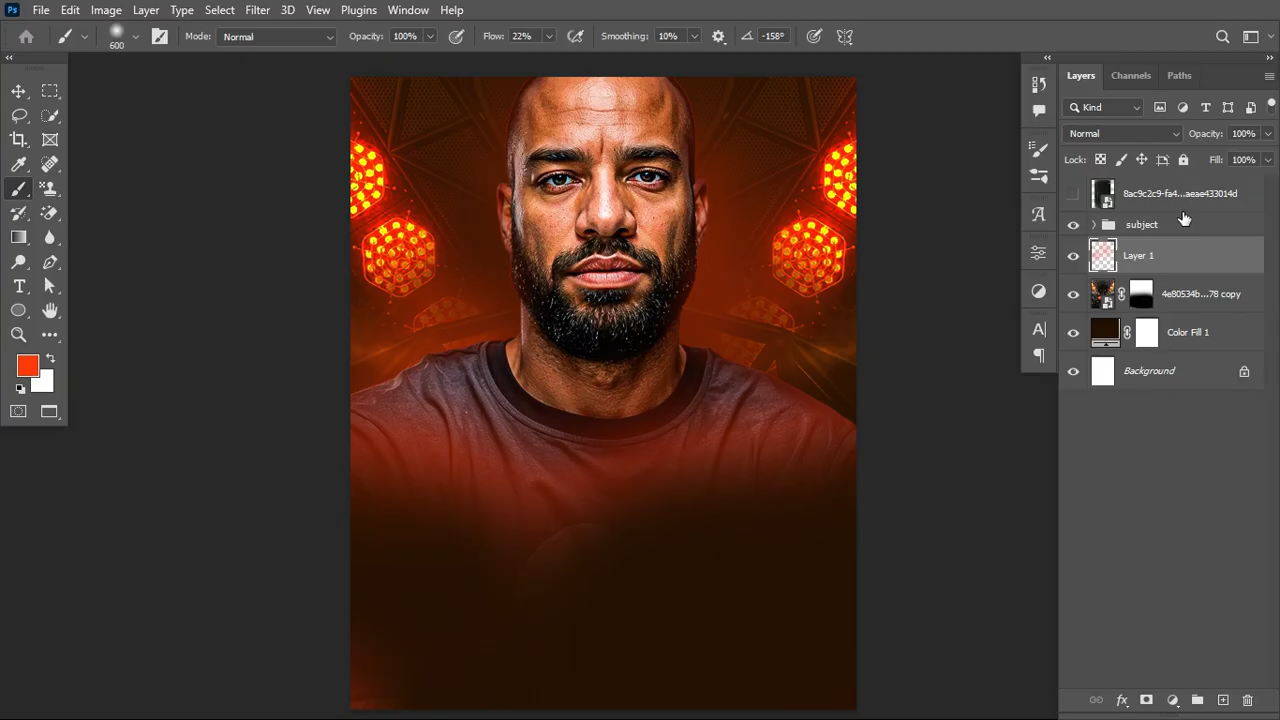 Ps File Edit Image Layer Type Select Filter 3D View Plugins Window Help
600 Mode: Normal Opacity: 100% Flow: 22% Smoothing: 10% -158°
Layers Channels Paths
Kind
Normal Opacity: 100%
Lock: Fill: 100%
8ac9c2c9-fa4...aeae433014d
subject
Layer 1
4e80534b...78 copy
Color Fill 1
Background